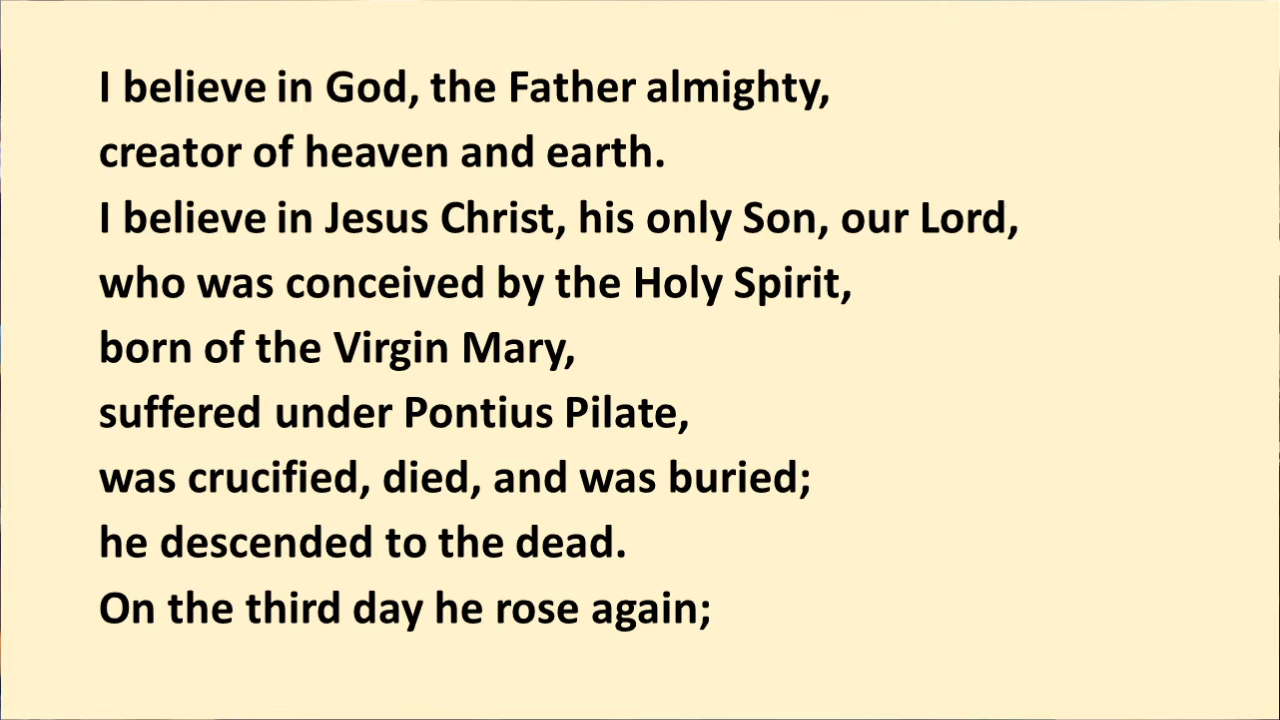 I believe in God, the Father almighty,
creator of heaven and earth.
I believe in Jesus Christ, his only Son, our Lord,
who was conceived by the Holy Spirit,
born of the Virgin Mary,
suffered under Pontius Pilate,
was crucified, died, and was buried;
he descended to the dead.
On the third day he rose again;